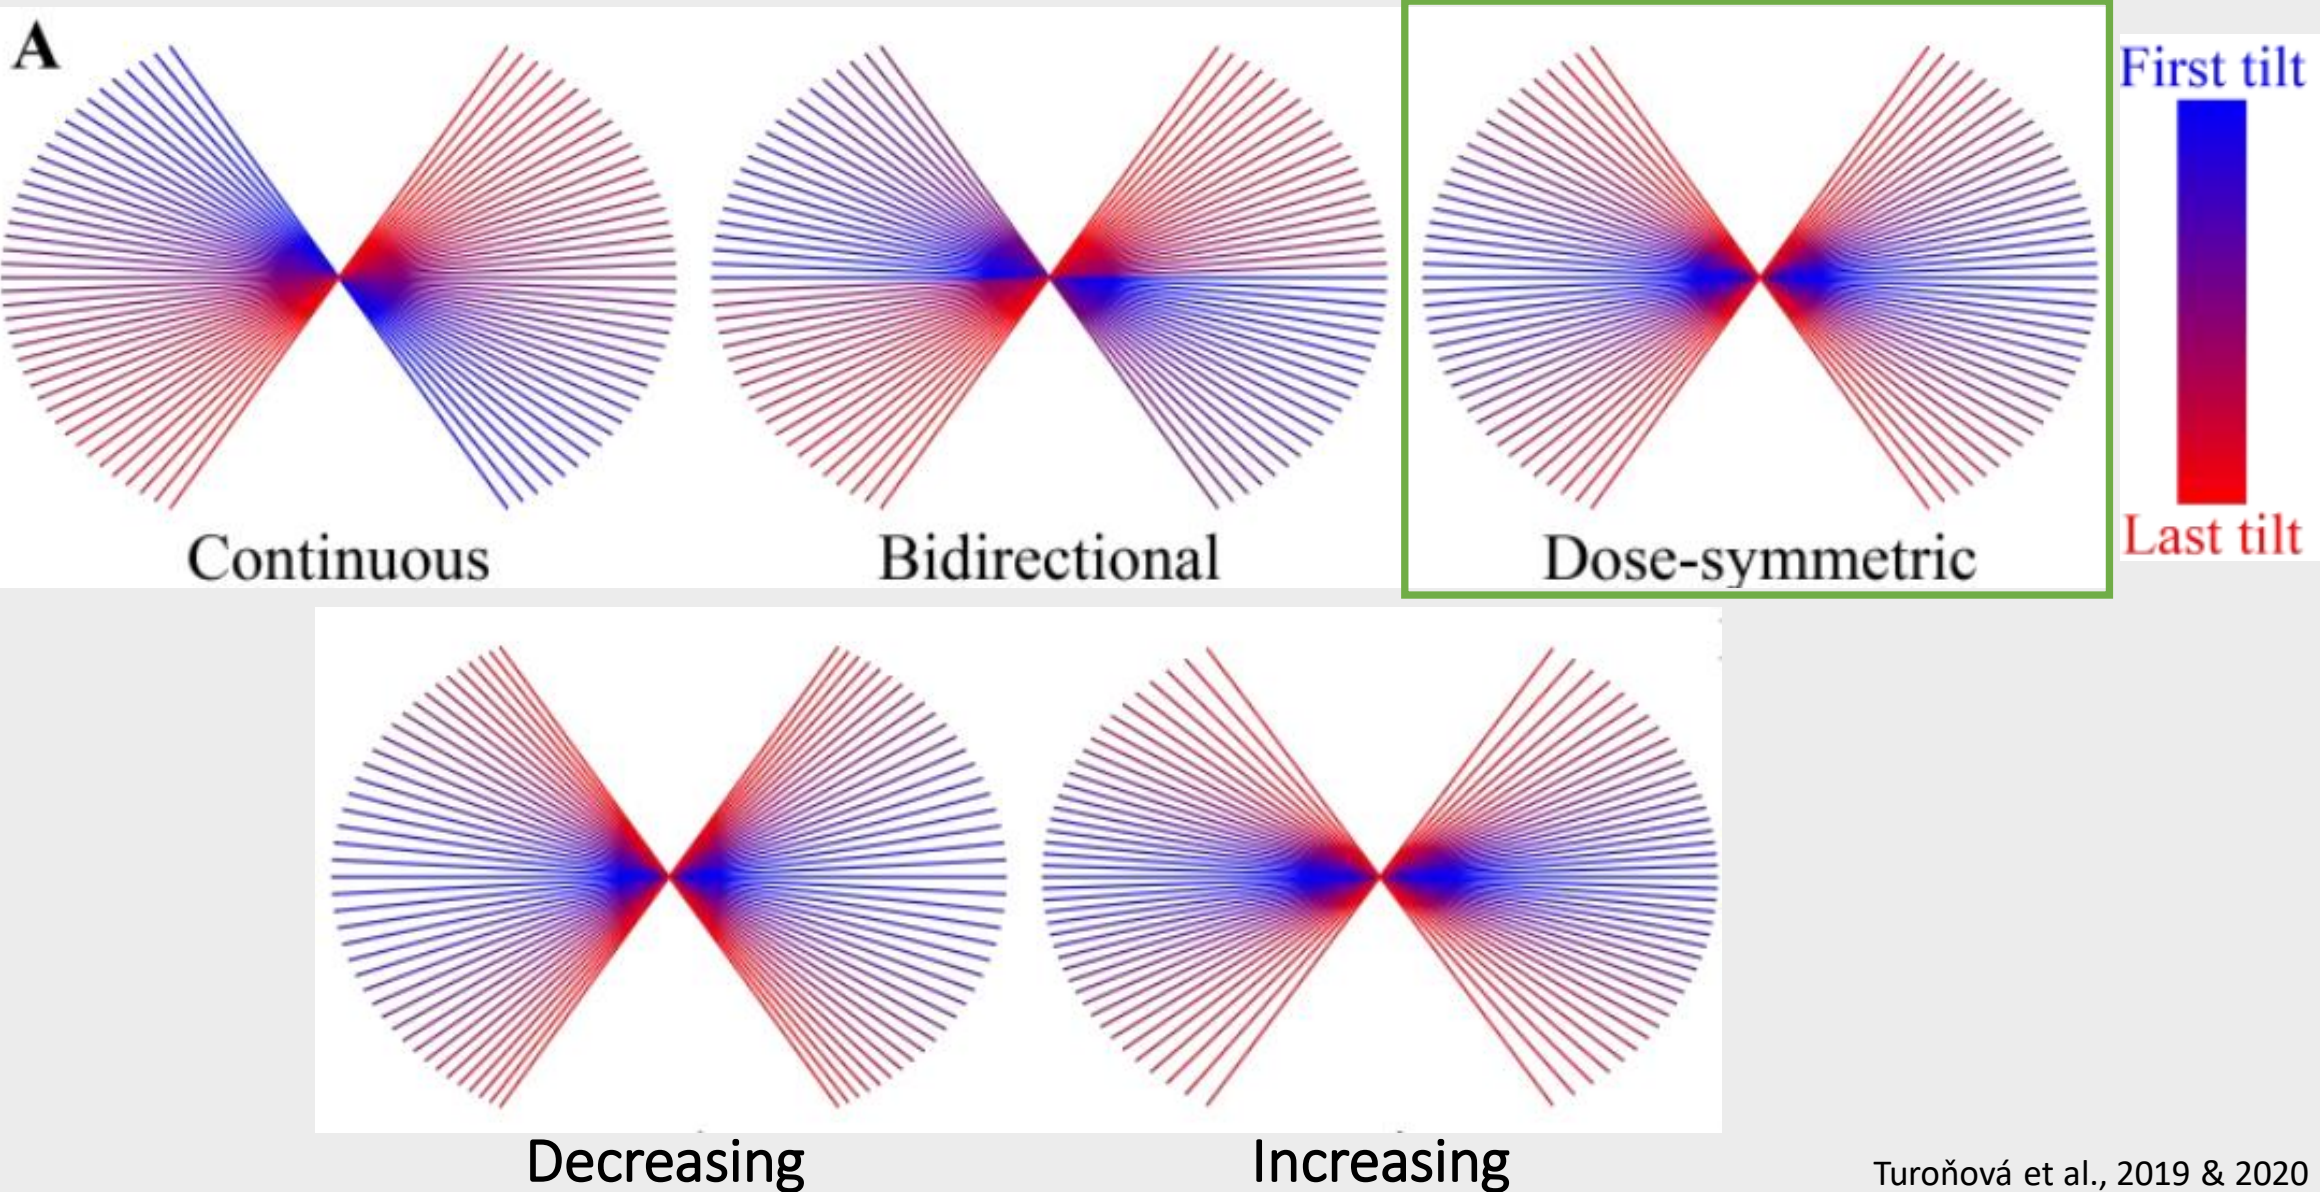 A
First tilt
Last tilt
Continuous
Bidirectional
Dose-symmetric
Decreasing
Increasing
Turoňová et al., 2019 & 2020